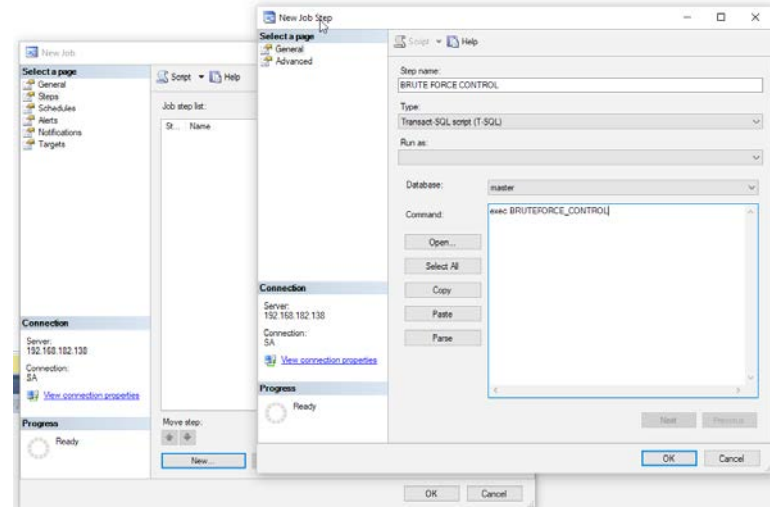 New Job
Select a page
General
Steps
Schedules
Alerts
Notifications
Targets
Script
Help
Job step list:
St...
Name
Connection
Server:
192.168.182.138
Connection:
SA
View connection properties
Progress
Ready
Move step:
New...
OK
Cancel
New Job Step
Select a page
General
Advanced
Script
Help
Step name:
BRUTE FORCE CONTROL
Type:
Transact-SQL script (T-SQL)
Run as:
Database:
master
Command:
exec BRUTEFORCE_CONTROL
Open...
Select All
Copy
Paste
Parse
Connection
Server:
192.168.182.138
Connection:
SA
View connection properties
Progress
Ready
Next
Previous
OK
Cancel